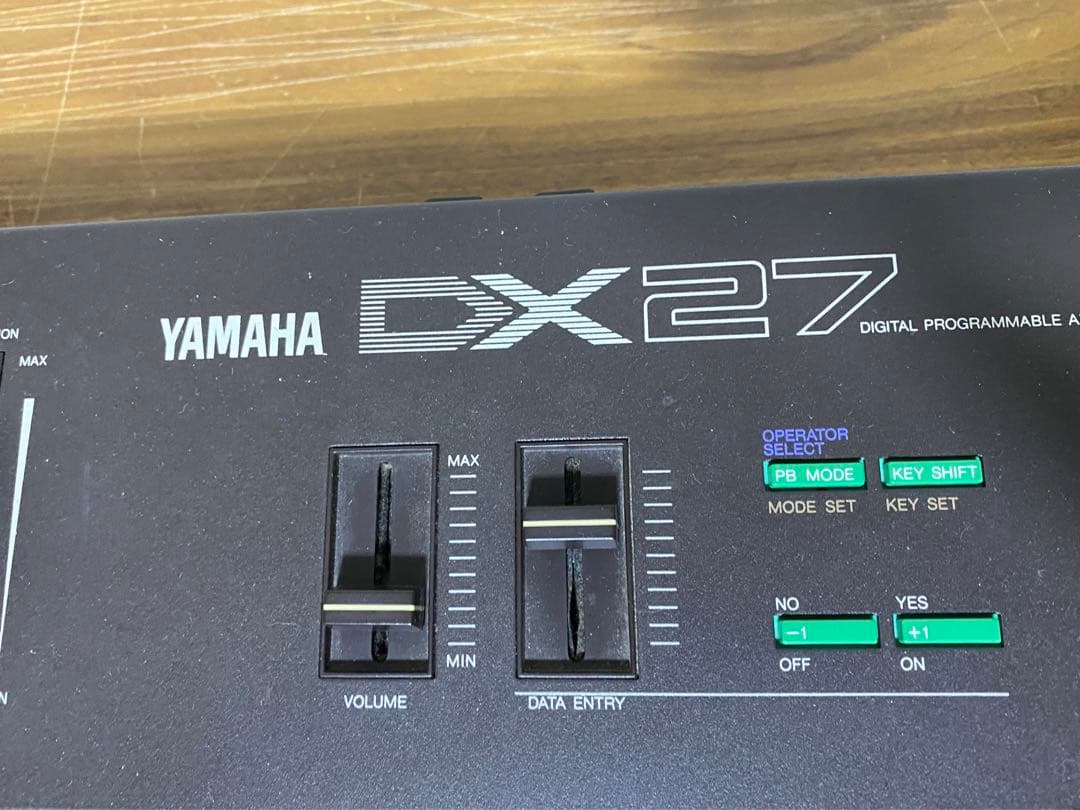 YAMAHA DX27
DIGITAL PROGRAMMABLE A
ION
MAX
OPERATOR
SELECT
PB MODE
KEY SHIFT
MODE SET
KEY SET
MAX
MIN
VOLUME
DATA ENTRY
NO
YES
-1
+1
OFF
ON
N